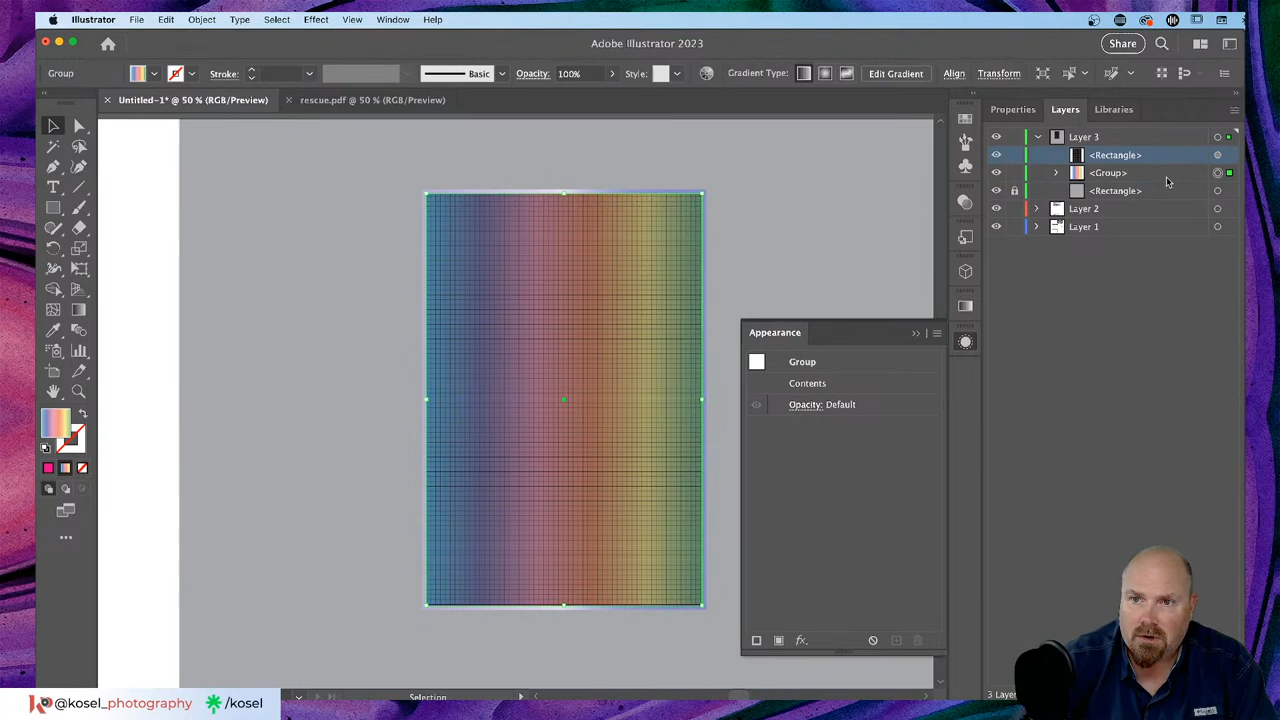 Illustrator File Edit Object Type Select Effect View Window Help
Adobe Illustrator 2023
Share
Group Stroke: Basic Opacity: 100% Style: Gradient Type: Edit Gradient Align Transform
Untitled-1* @ 50 % (RGB/Preview) rescue.pdf @ 50 % (RGB/Preview)
Properties Layers Libraries
Layer 3
<Rectangle>
<Group>
<Rectangle>
Layer 2
Layer 1
Appearance
Group
Contents
Opacity: Default
fx.
Selection
3 Layers
@kosel_photography /kosel